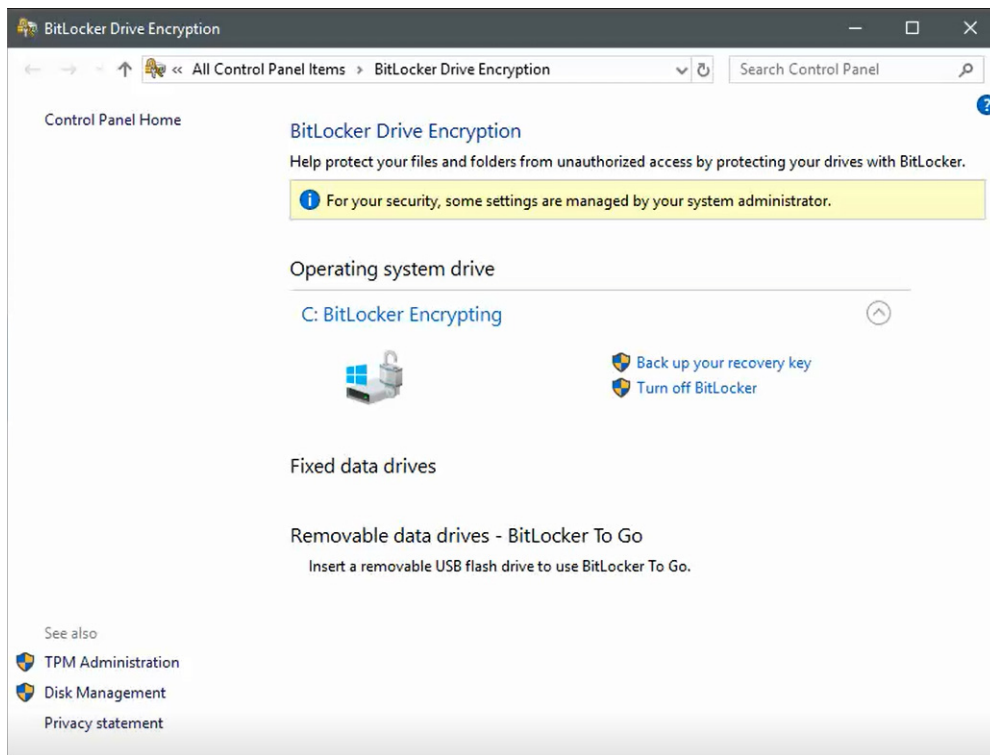 BitLocker Drive Encryption
« All Control Panel Items > BitLocker Drive Encryption
Search Control Panel
Control Panel Home
?
BitLocker Drive Encryption
Help protect your files and folders from unauthorized access by protecting your drives with BitLocker.
i For your security, some settings are managed by your system administrator.
Operating system drive
C: BitLocker Encrypting
Back up your recovery key
Turn off BitLocker
Fixed data drives
Removable data drives - BitLocker To Go
Insert a removable USB flash drive to use BitLocker To Go.
See also
TPM Administration
Disk Management
Privacy statement